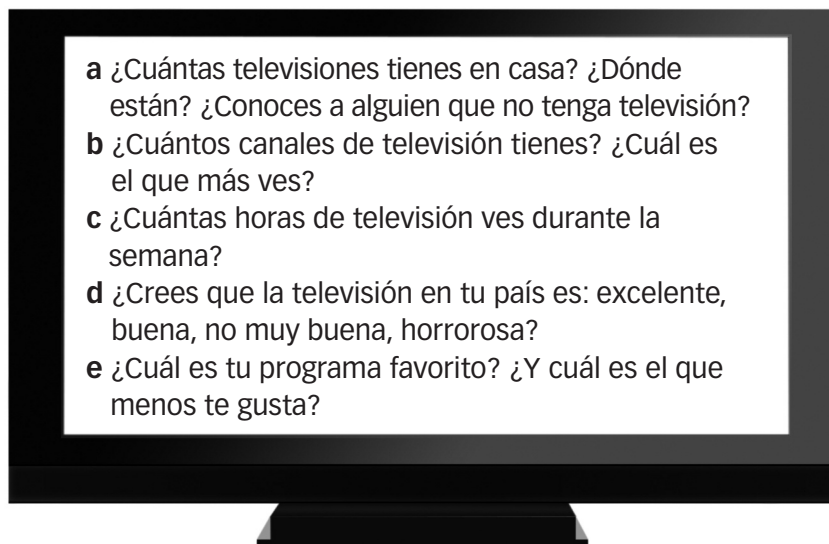 a ¿Cuántas televisiones tienes en casa? ¿Dónde
están? ¿Conoces a alguien que no tenga televisión?
b ¿Cuántos canales de televisión tienes? ¿Cuál es
el que más ves?
c ¿Cuántas horas de televisión ves durante la
semana?
d ¿Crees que la televisión en tu país es: excelente,
buena, no muy buena, horrorosa?
e ¿Cuál es tu programa favorito? ¿Y cuál es el que
menos te gusta?